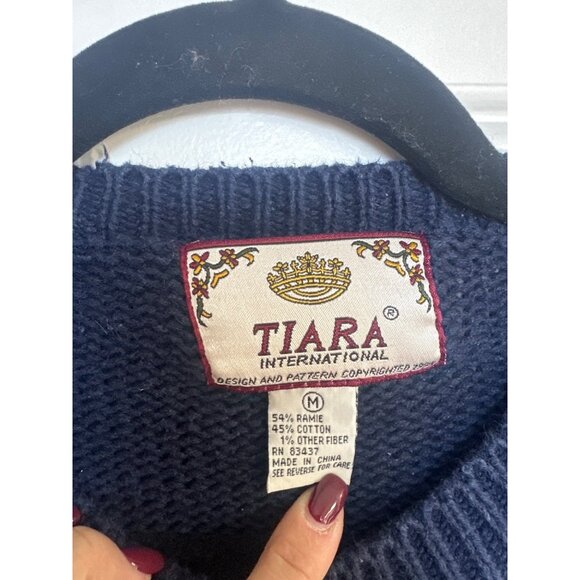 TIARA ®
INTERNATIONAL
DESIGN AND PATTERN COPYRIGHTED
M
54% RAMIE
45% COTTON
1% OTHER FIBER
RN 83437
MADE IN CHINA
SEE REVERSE FOR CARE